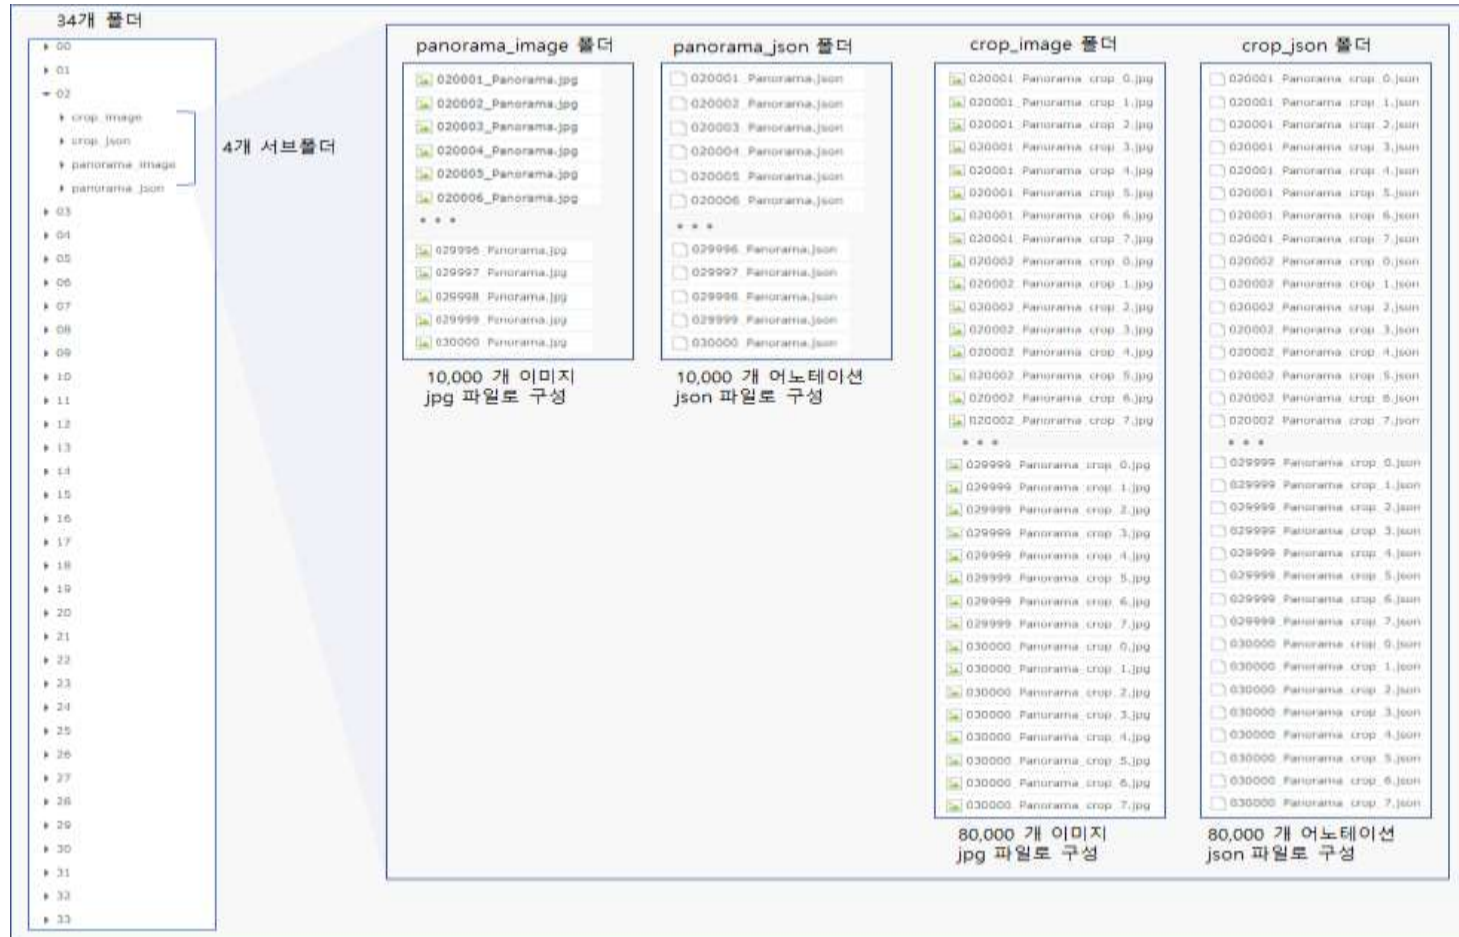 34개 폴더
00
01
02
crop_image
crop_json
panorama_image
panorama_json
03
04
05
06
07
08
09
10
11
12
13
14
15
16
17
18
19
20
21
22
23
24
25
26
27
28
29
30
31
32
33
4개 서브폴더
panorama_image 폴더
020001_Panorama.jpg
020002_Panorama.jpg
020003_Panorama.jpg
020004_Panorama.jpg
020005_Panorama.jpg
020006_Panorama.jpg
• • •
029996_Panorama.jpg
029997_Panorama.jpg
029998_Panorama.jpg
029999_Panorama.jpg
030000_Panorama.jpg
10,000 개 이미지
jpg 파일로 구성
panorama_json 폴더
020001_Panorama.json
020002_Panorama.json
020003_Panorama.json
020004_Panorama.json
020005_Panorama.json
020006_Panorama.json
• • •
029996_Panorama.json
029997_Panorama.json
029998_Panorama.json
029999_Panorama.json
030000_Panorama.json
10,000 개 어노테이션
json 파일로 구성
crop_image 폴더
020001_Panorama_crop_0.jpg
020001_Panorama_crop_1.jpg
020001_Panorama_crop_2.jpg
020001_Panorama_crop_3.jpg
020001_Panorama_crop_4.jpg
020001_Panorama_crop_5.jpg
020001_Panorama_crop_6.jpg
020001_Panorama_crop_7.jpg
020002_Panorama_crop_0.jpg
020002_Panorama_crop_1.jpg
020002_Panorama_crop_2.jpg
020002_Panorama_crop_3.jpg
020002_Panorama_crop_4.jpg
020002_Panorama_crop_5.jpg
020002_Panorama_crop_6.jpg
020002_Panorama_crop_7.jpg
• • •
029999_Panorama_crop_0.jpg
029999_Panorama_crop_1.jpg
029999_Panorama_crop_2.jpg
029999_Panorama_crop_3.jpg
029999_Panorama_crop_4.jpg
029999_Panorama_crop_5.jpg
029999_Panorama_crop_6.jpg
029999_Panorama_crop_7.jpg
030000_Panorama_crop_0.jpg
030000_Panorama_crop_1.jpg
030000_Panorama_crop_2.jpg
030000_Panorama_crop_3.jpg
030000_Panorama_crop_4.jpg
030000_Panorama_crop_5.jpg
030000_Panorama_crop_6.jpg
030000_Panorama_crop_7.jpg
80,000 개 이미지
jpg 파일로 구성
crop_json 폴더
020001_Panorama_crop_0.json
020001_Panorama_crop_1.json
020001_Panorama_crop_2.json
020001_Panorama_crop_3.json
020001_Panorama_crop_4.json
020001_Panorama_crop_5.json
020001_Panorama_crop_6.json
020001_Panorama_crop_7.json
020002_Panorama_crop_0.json
020002_Panorama_crop_1.json
020002_Panorama_crop_2.json
020002_Panorama_crop_3.json
020002_Panorama_crop_4.json
020002_Panorama_crop_5.json
020002_Panorama_crop_6.json
020002_Panorama_crop_7.json
• • •
029999_Panorama_crop_0.json
029999_Panorama_crop_1.json
029999_Panorama_crop_2.json
029999_Panorama_crop_3.json
029999_Panorama_crop_4.json
029999_Panorama_crop_5.json
029999_Panorama_crop_6.json
029999_Panorama_crop_7.json
030000_Panorama_crop_0.json
030000_Panorama_crop_1.json
030000_Panorama_crop_2.json
030000_Panorama_crop_3.json
030000_Panorama_crop_4.json
030000_Panorama_crop_5.json
030000_Panorama_crop_6.json
030000_Panorama_crop_7.json
80,000 개 어노테이션
json 파일로 구성